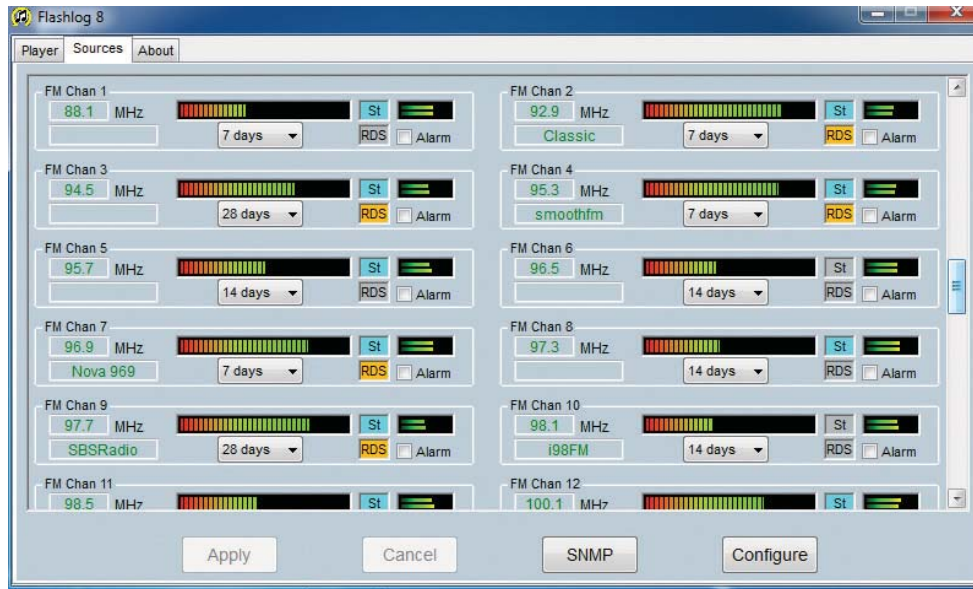 Flashlog 8
Player Sources About
FM Chan 1
88.1 MHz St
7 days RDS Alarm
FM Chan 2
92.9 MHz St
Classic 7 days RDS Alarm
FM Chan 3
94.5 MHz St
28 days RDS Alarm
FM Chan 4
95.3 MHz St
smoothfm 7 days RDS Alarm
FM Chan 5
95.7 MHz St
14 days RDS Alarm
FM Chan 6
96.5 MHz St
14 days RDS Alarm
FM Chan 7
96.9 MHz St
Nova 969 7 days RDS Alarm
FM Chan 8
97.3 MHz St
14 days RDS Alarm
FM Chan 9
97.7 MHz St
SBSRadio 28 days RDS Alarm
FM Chan 10
98.1 MHz St
i98FM 14 days RDS Alarm
FM Chan 11
98.5 MHz St
FM Chan 12
100.1 MHz St
Apply Cancel SNMP Configure